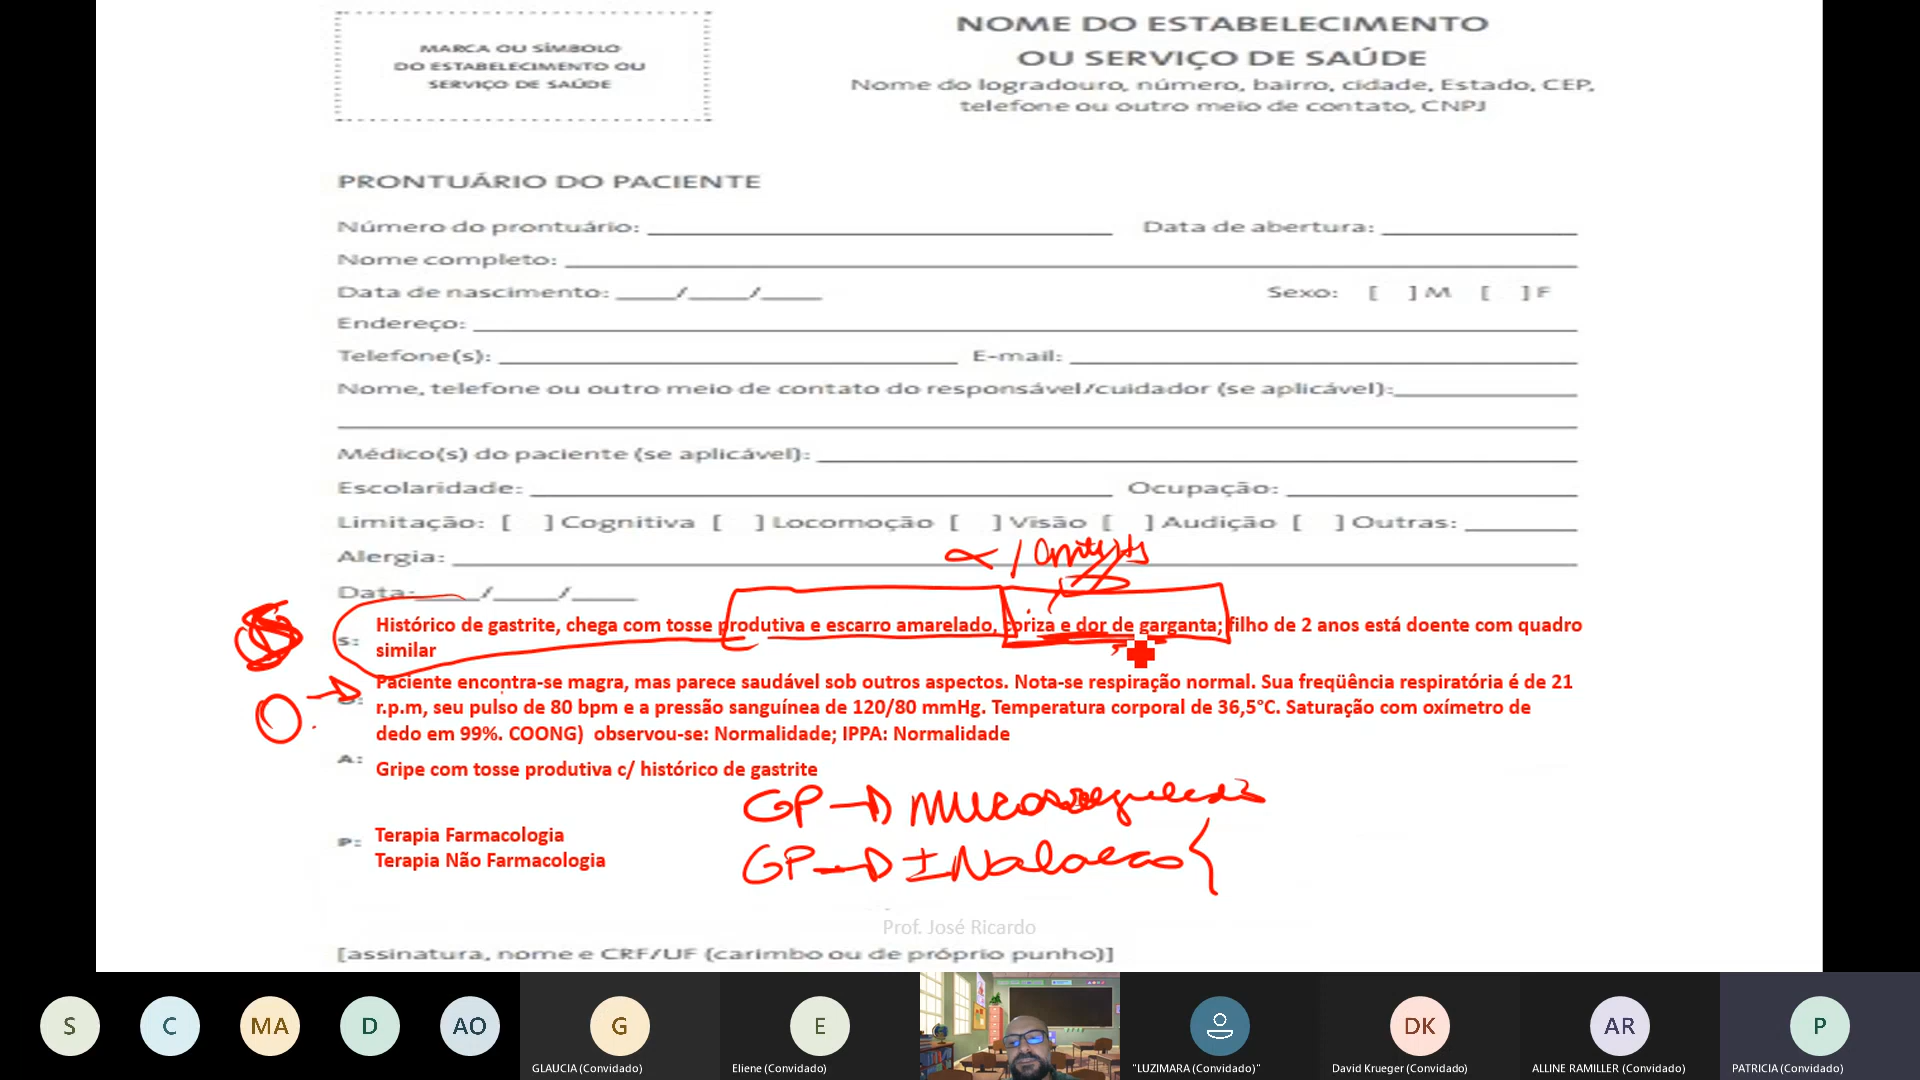 MARCA OU SÍMBOLO
DO ESTABELECIMENTO OU
SERVIÇO DE SAÚDE
NOME DO ESTABELECIMENTO
OU SERVIÇO DE SAÚDE
Nome do logradouro, número, bairro, cidade, Estado, CEP,
telefone ou outro meio de contato, CNPJ
PRONTUÁRIO DO PACIENTE
Número do prontuário: Data de abertura:
Nome completo:
Data de nascimento: / / Sexo: [ ] M [ ] F
Endereço:
Telefone(s): E-mail:
Nome, telefone ou outro meio de contato do responsável/cuidador (se aplicável):
Médico(s) do paciente (se aplicável):
Escolaridade: Ocupação:
Limitação: [ ] Cognitiva [ ] Locomoção [ ] Visão [ ] Audição [ ] Outras:
Alergia:
Data: / /
S: Histórico de gastrite, chega com tosse produtiva e escarro amarelado, coriza e dor de garganta; filho de 2 anos está doente com quadro
similar
O Paciente encontra-se magra, mas parece saudável sob outros aspectos. Nota-se respiração normal. Sua freqüência respiratória é de 21
r.p.m, seu pulso de 80 bpm e a pressão sanguínea de 120/80 mmHg. Temperatura corporal de 36,5°C. Saturação com oxímetro de
dedo em 99%. COONG) observou-se: Normalidade; IPPA: Normalidade
A: Gripe com tosse produtiva c/ histórico de gastrite
GP
P: Terapia Farmacologia
Terapia Não Farmacologia
GP
Prof. José Ricardo
[assinatura, nome e CRF/UF (carimbo ou de próprio punho)]
S C MA D AO G E DK AR P
GLAUCIA (Convidado) Eliene (Convidado) "LUZIMARA (Convidado)" David Krueger (Convidado) ALLINE RAMILLER (Convidado) PATRICIA (Convidado)